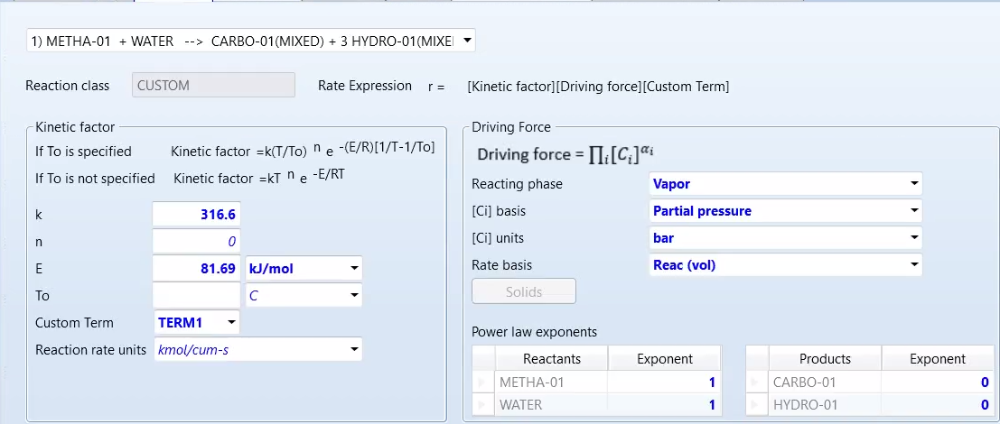 1) METHA-01 + WATER --> CARBO-01(MIXED) + 3 HYDRO-01(MIXE
Reaction class CUSTOM Rate Expression r = [Kinetic factor][Driving force][Custom Term]
Kinetic factor
If To is specified Kinetic factor =k(T/To) n e -(E/R)[1/T-1/To]
If To is not specified Kinetic factor =kT n e -E/RT
k 316.6
n 0
E 81.69 kJ/mol
To C
Custom Term TERM1
Reaction rate units kmol/cum-s
Driving Force
Driving force = ∏i[Ci]αi
Reacting phase Vapor
[Ci] basis Partial pressure
[Ci] units bar
Rate basis Reac (vol)
Solids
Power law exponents
Reactants Exponent
METHA-01 1
WATER 1
Products Exponent
CARBO-01 0
HYDRO-01 0